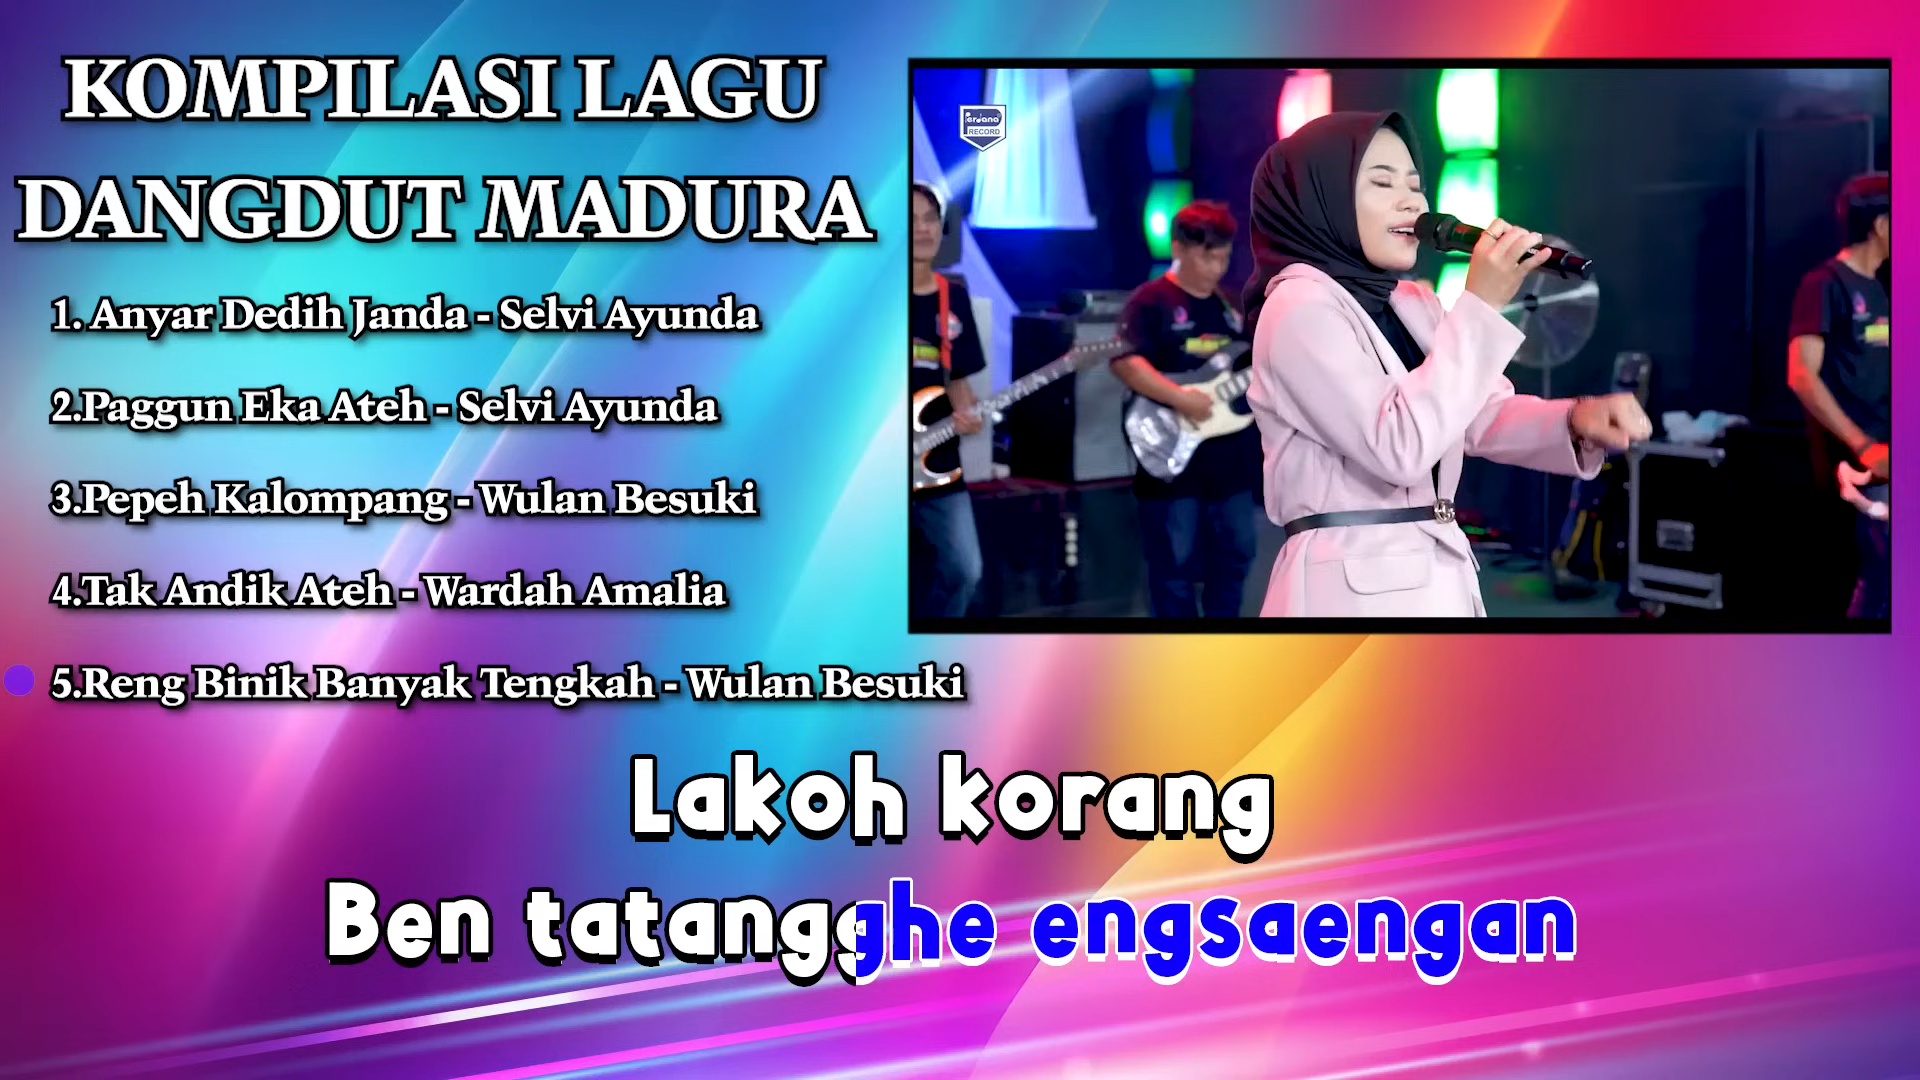 KOMPILASI LAGU
DANGDUT MADURA
1. Anyar Dedih Janda - Selvi Ayunda
2.Paggun Eka Ateh - Selvi Ayunda
3.Pepeh Kalompang - Wulan Besuki
4.Tak Andik Ateh - Wardah Amalia
5.Reng Binik Banyak Tengkah - Wulan Besuki
Perdana
RECORD
Lakoh korang
Ben tatangghe engsaengan